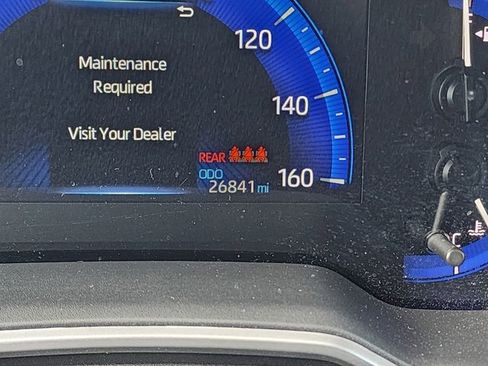 120
Maintenance
Required
140
Visit Your Dealer
REAR
ODO
26841 mi
160
C